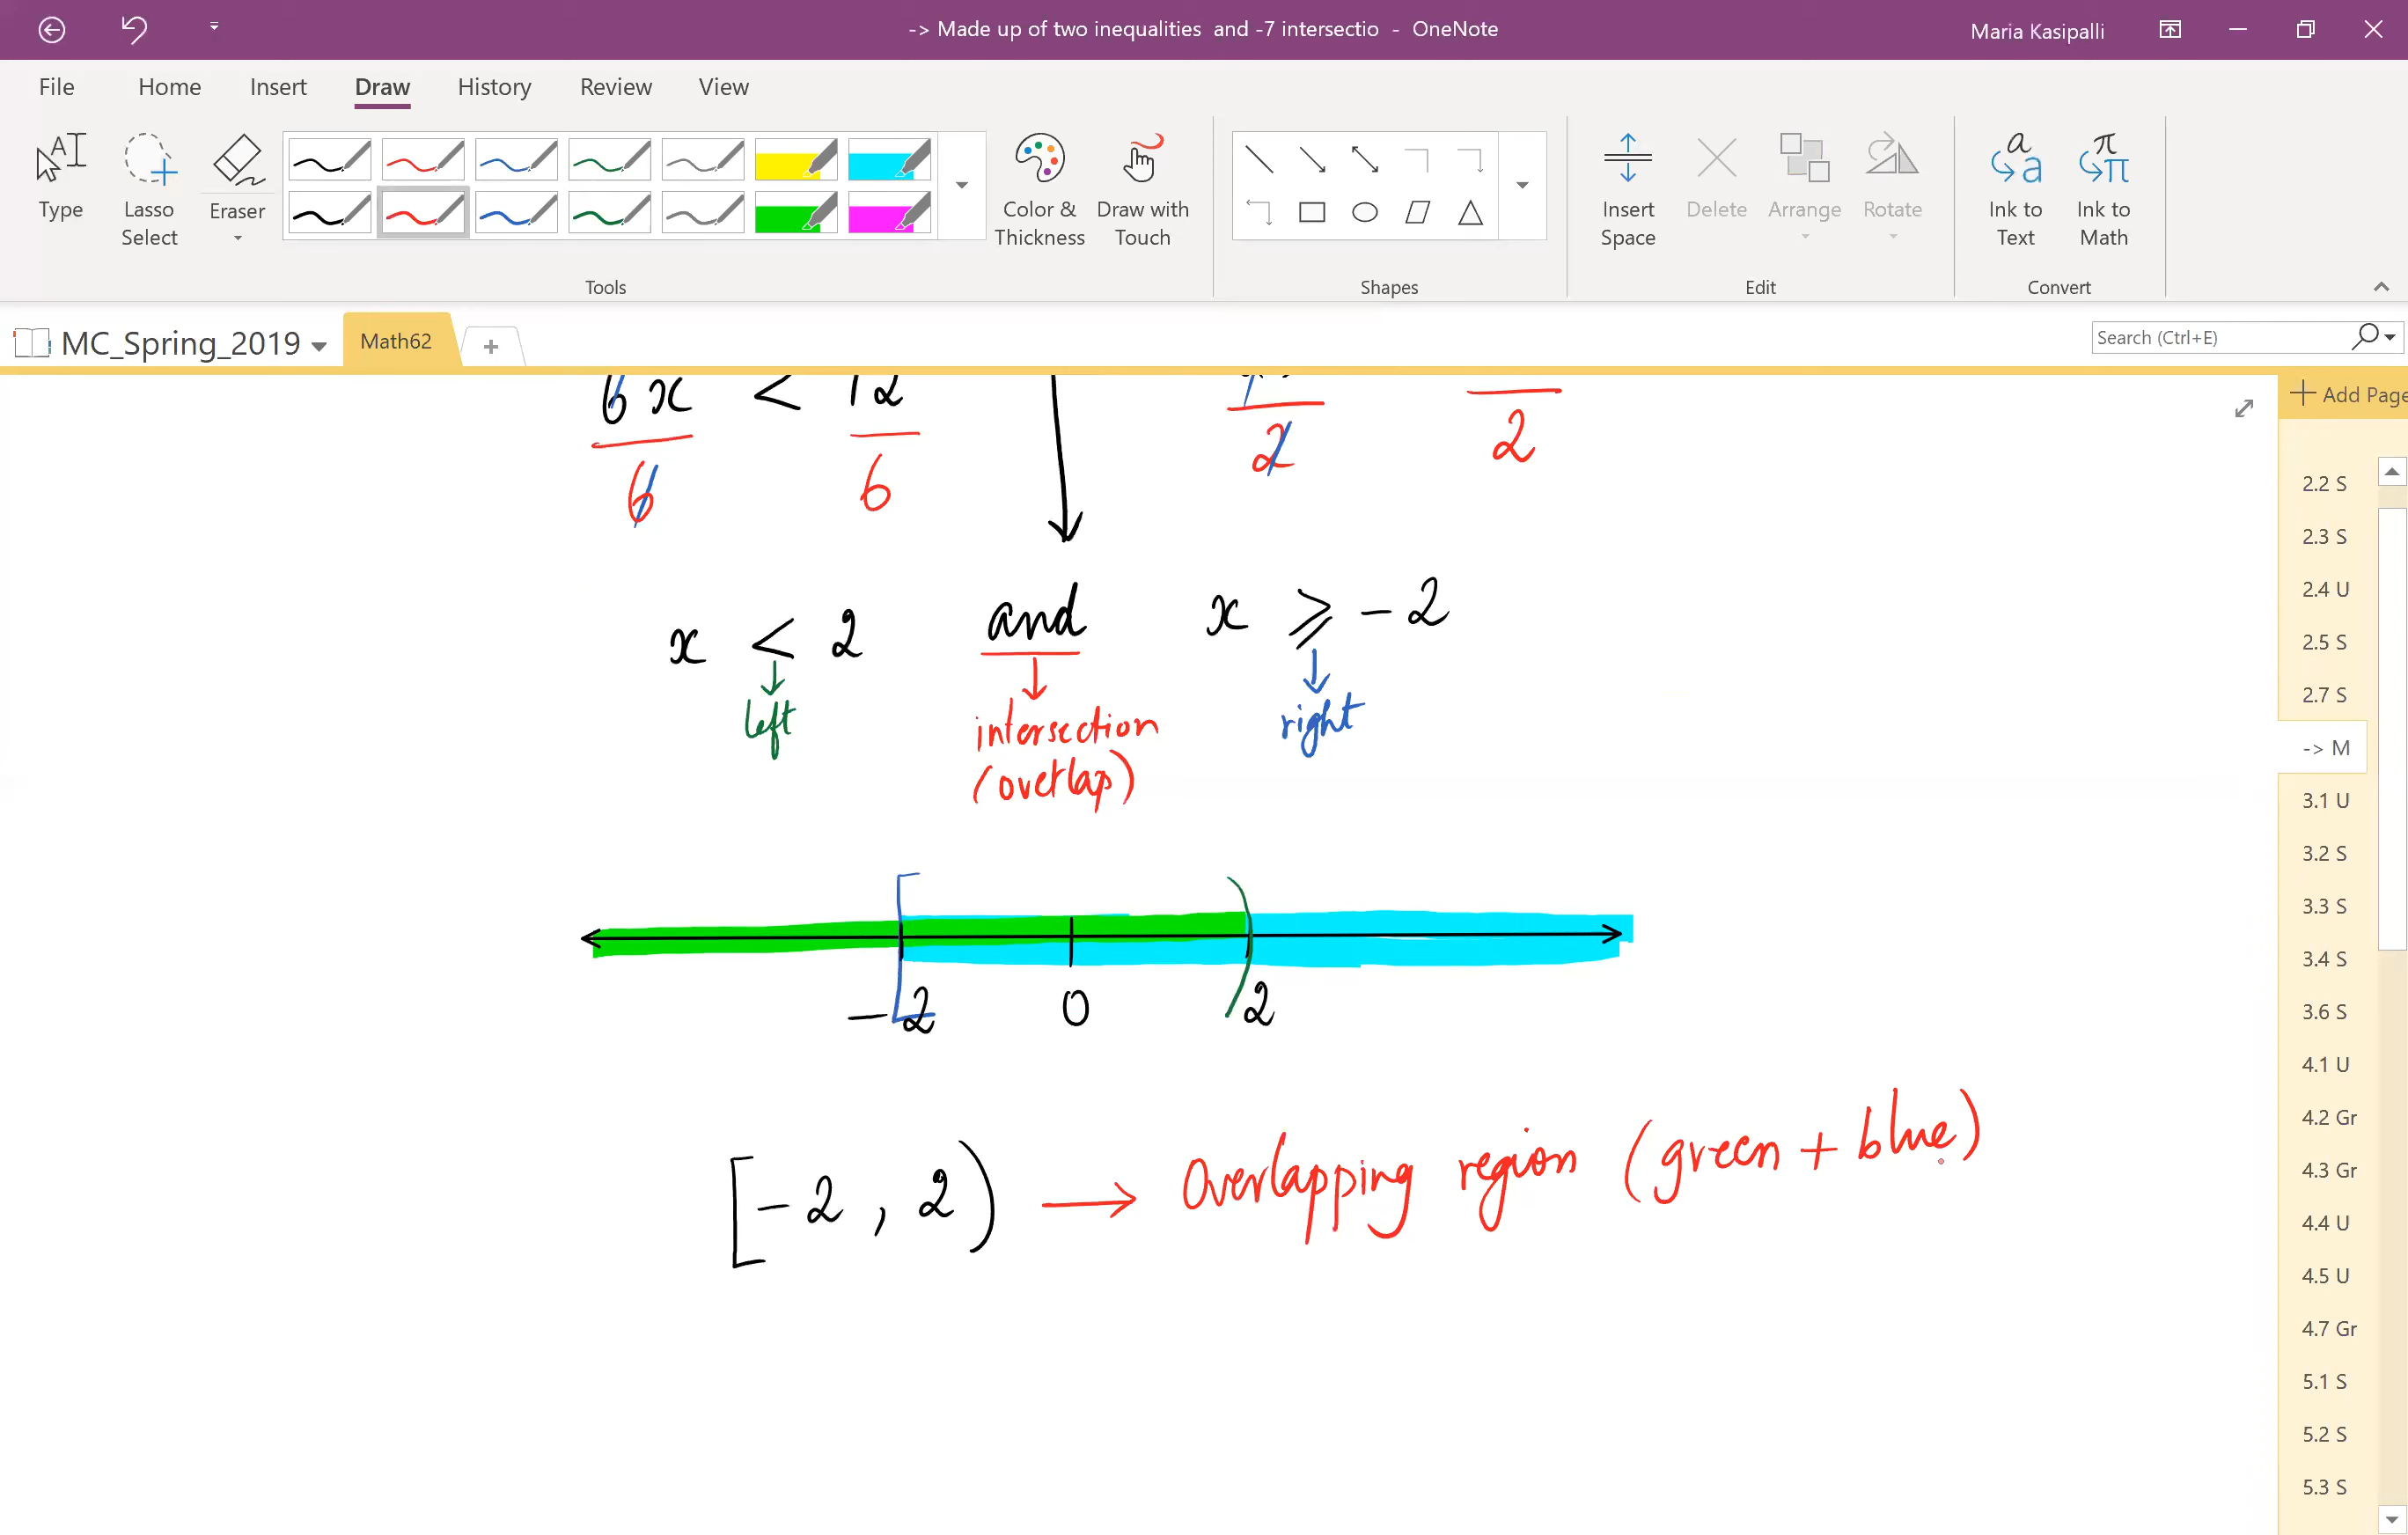 -> Made up of two inequalities and -7 intersectio - OneNote
Maria Kasipalli
File Home Insert Draw History Review View
Type
Lasso Select
Eraser
Color & Thickness
Draw with Touch
Insert Space
Delete
Arrange
Rotate
a a
Ink to Text
π π
Ink to Math
Tools
Shapes
Edit
Convert
MC_Spring_2019
Math62
+
Search (Ctrl+E)
Add Page
2.2 S
2.3 S
2.4 U
2.5 S
2.7 S
-> M
3.1 U
3.2 S
3.3 S
3.4 S
3.6 S
4.1 U
4.2 Gr
4.3 Gr
4.4 U
4.5 U
4.7 Gr
5.1 S
5.2 S
5.3 S
6x < 12
6 6 2 2
x < 2 and x ⩾ -2
left intersection right
(overlap)
-2 0 2
[-2, 2) → Overlapping region (green + blue)